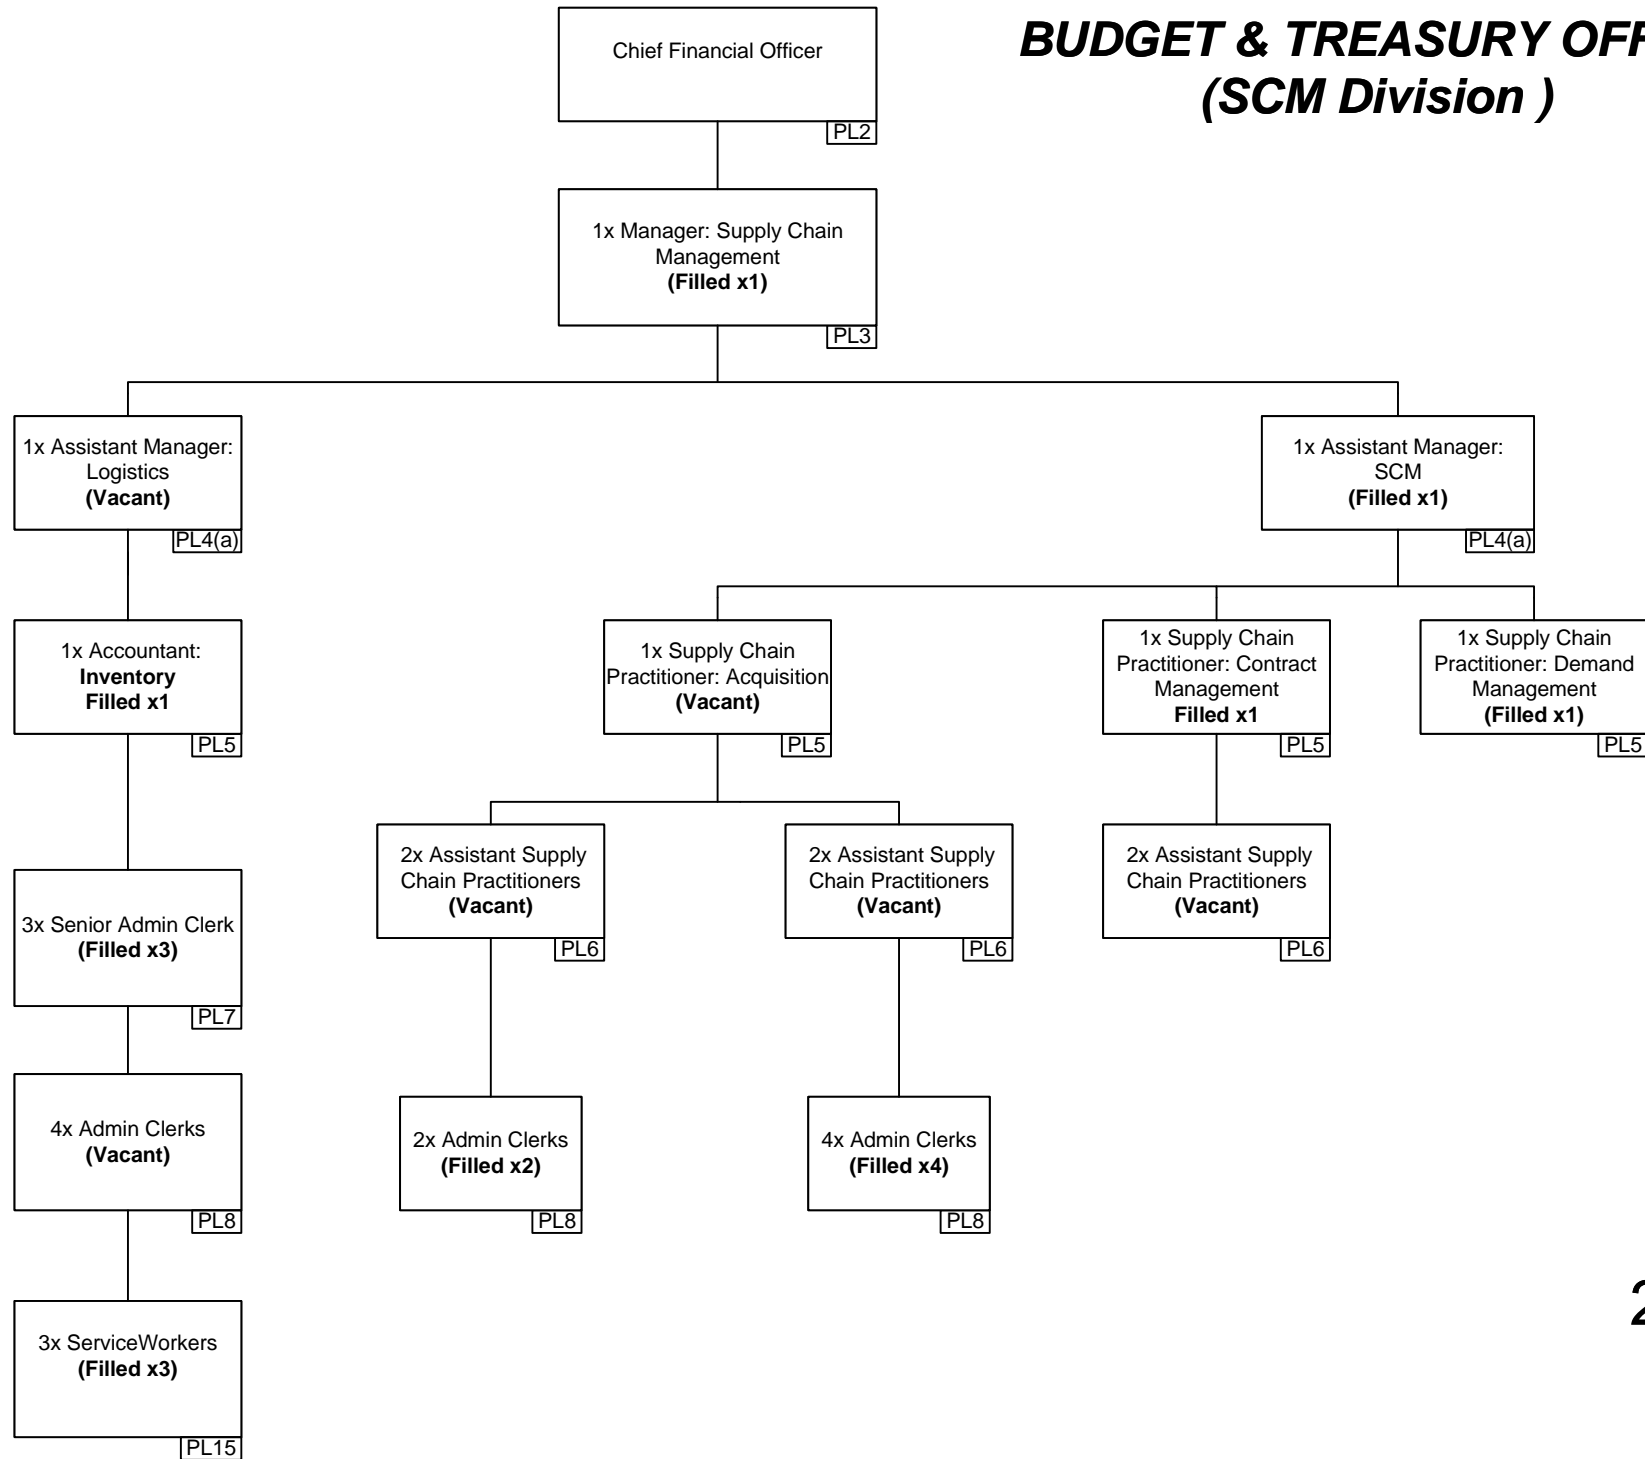 BUDGET & TREASURY OFF
(SCM Division )
Chief Financial Officer
PL2
1x Manager: Supply Chain
Management
(Filled x1)
PL3
1x Assistant Manager:
Logistics
(Vacant)
PL4(a)
1x Assistant Manager:
SCM
(Filled x1)
PL4(a)
1x Accountant:
Inventory
Filled x1
PL5
1x Supply Chain
Practitioner: Acquisition
(Vacant)
PL5
1x Supply Chain
Practitioner: Contract
Management
Filled x1
PL5
1x Supply Chain
Practitioner: Demand
Management
(Filled x1)
PL5
2x Assistant Supply
Chain Practitioners
(Vacant)
PL6
2x Assistant Supply
Chain Practitioners
(Vacant)
PL6
2x Assistant Supply
Chain Practitioners
(Vacant)
PL6
3x Senior Admin Clerk
(Filled x3)
PL7
4x Admin Clerks
(Vacant)
PL8
2x Admin Clerks
(Filled x2)
PL8
4x Admin Clerks
(Filled x4)
PL8
3x ServiceWorkers
(Filled x3)
PL15
2